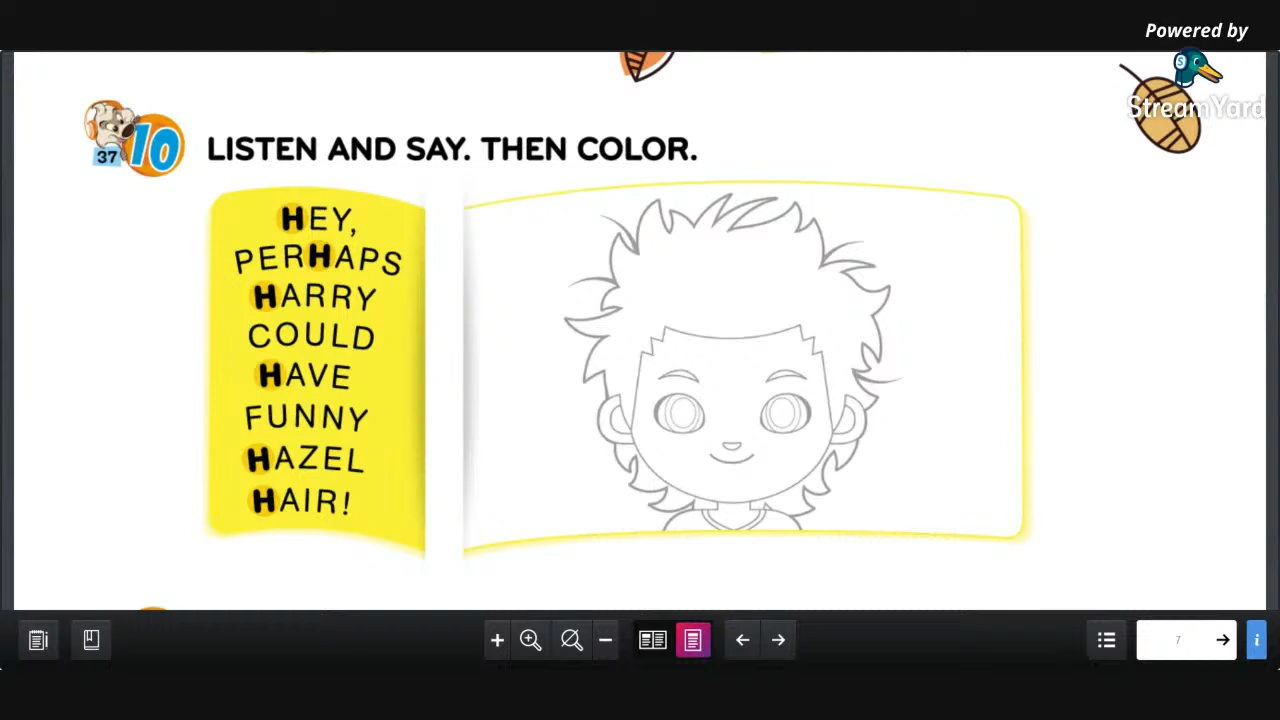 Powered by
StreamYard
37
10
LISTEN AND SAY. THEN COLOR.
HEY,
PERHAPS
HARRY
COULD
HAVE
FUNNY
HAZEL
HAIR!
7